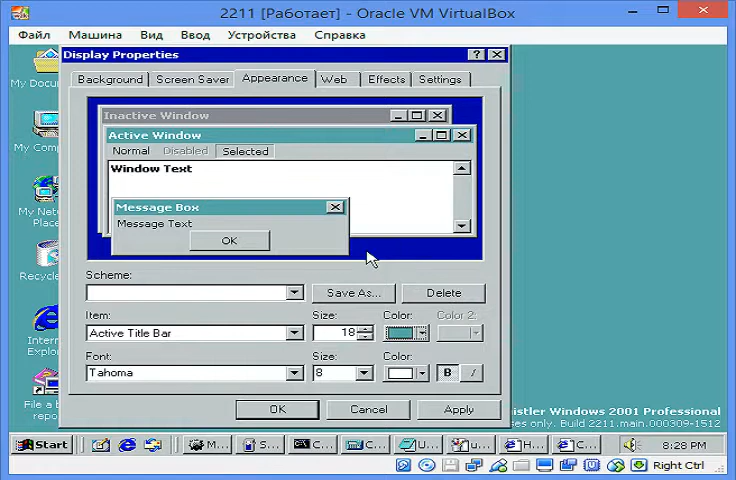 2211 [Работает] - Oracle VM VirtualBox
Файл Машина Вид Ввод Устройства Справка
Display Properties
Background Screen Saver Appearance Web Effects Settings
My Docu
My Comp
My Net
Place
Recycle
Intern
Explor
File a b
repo
Inactive Window
Active Window
Normal Disabled Selected
Window Text
Message Box
Message Text
OK
Scheme:
Save As... Delete
Item: Size: Color: Color 2:
Active Title Bar 18
Font: Size: Color:
Tahoma 8 B /
OK Cancel Apply
istler Windows 2001 Professional
ses only. Build 2211.main.000309-1512
Start M... S... C... C... U... u... H... C... 8:28 PM
Right Ctrl